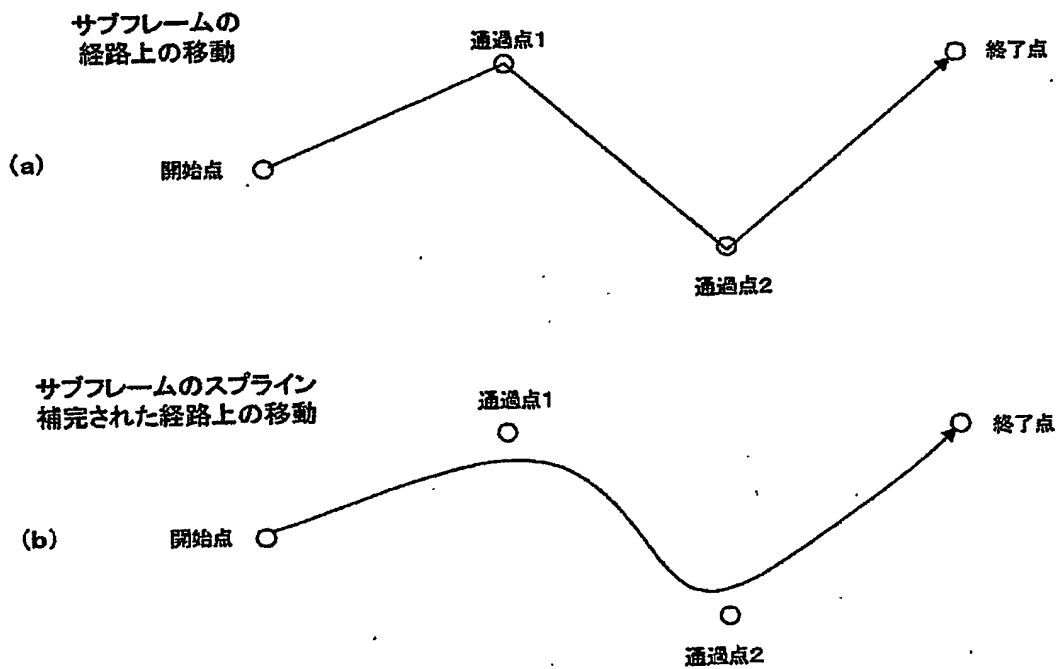 サブフレームの
経路上の移動
通過点1
終了点
(a)
開始点
通過点2
サブフレームのスプライン
補完された経路上の移動
通過点1
終了点
(b)
開始点
通過点2